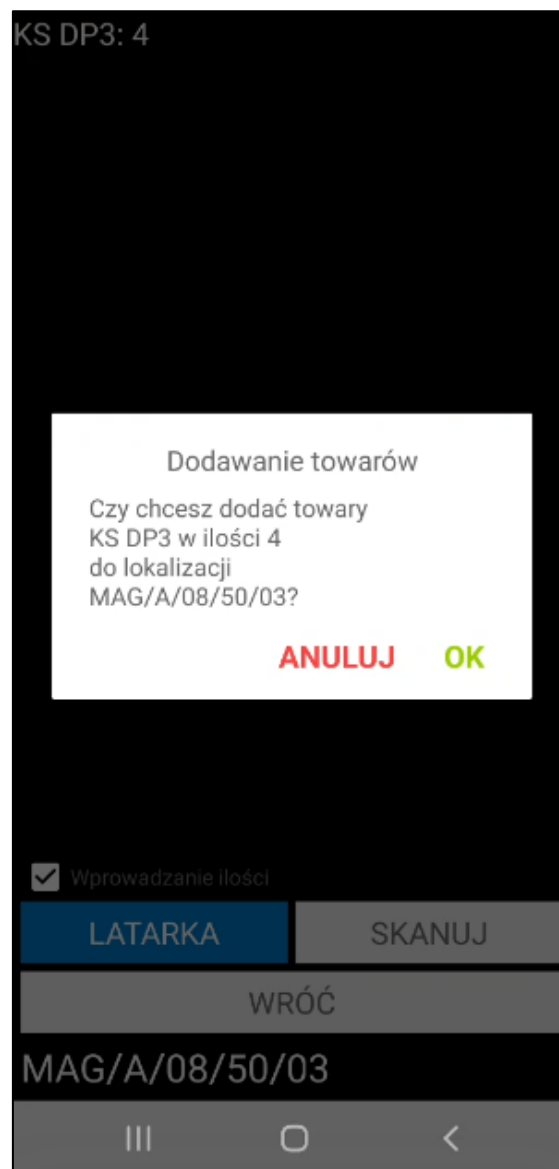 KS DP3: 4
Dodawanie towarów
Czy chcesz dodać towary
KS DP3 w ilości 4
do lokalizacji
MAG/A/08/50/03?
ANULUJ OK
Wprowadzanie ilości
LATARKA SKANUJ
WRÓĆ
MAG/A/08/50/03